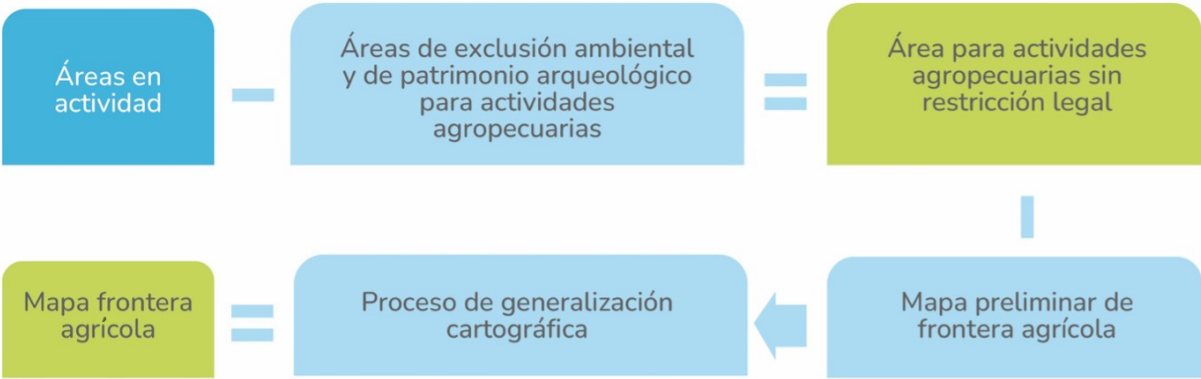 Áreas en
actividad
Áreas de exclusión ambiental
y de patrimonio arqueológico
para actividades
agropecuarias
Área para actividades
agropecuarias sin
restricción legal
Mapa frontera
agrícola
Proceso de generalización
cartográfica
Mapa preliminar de
frontera agrícola